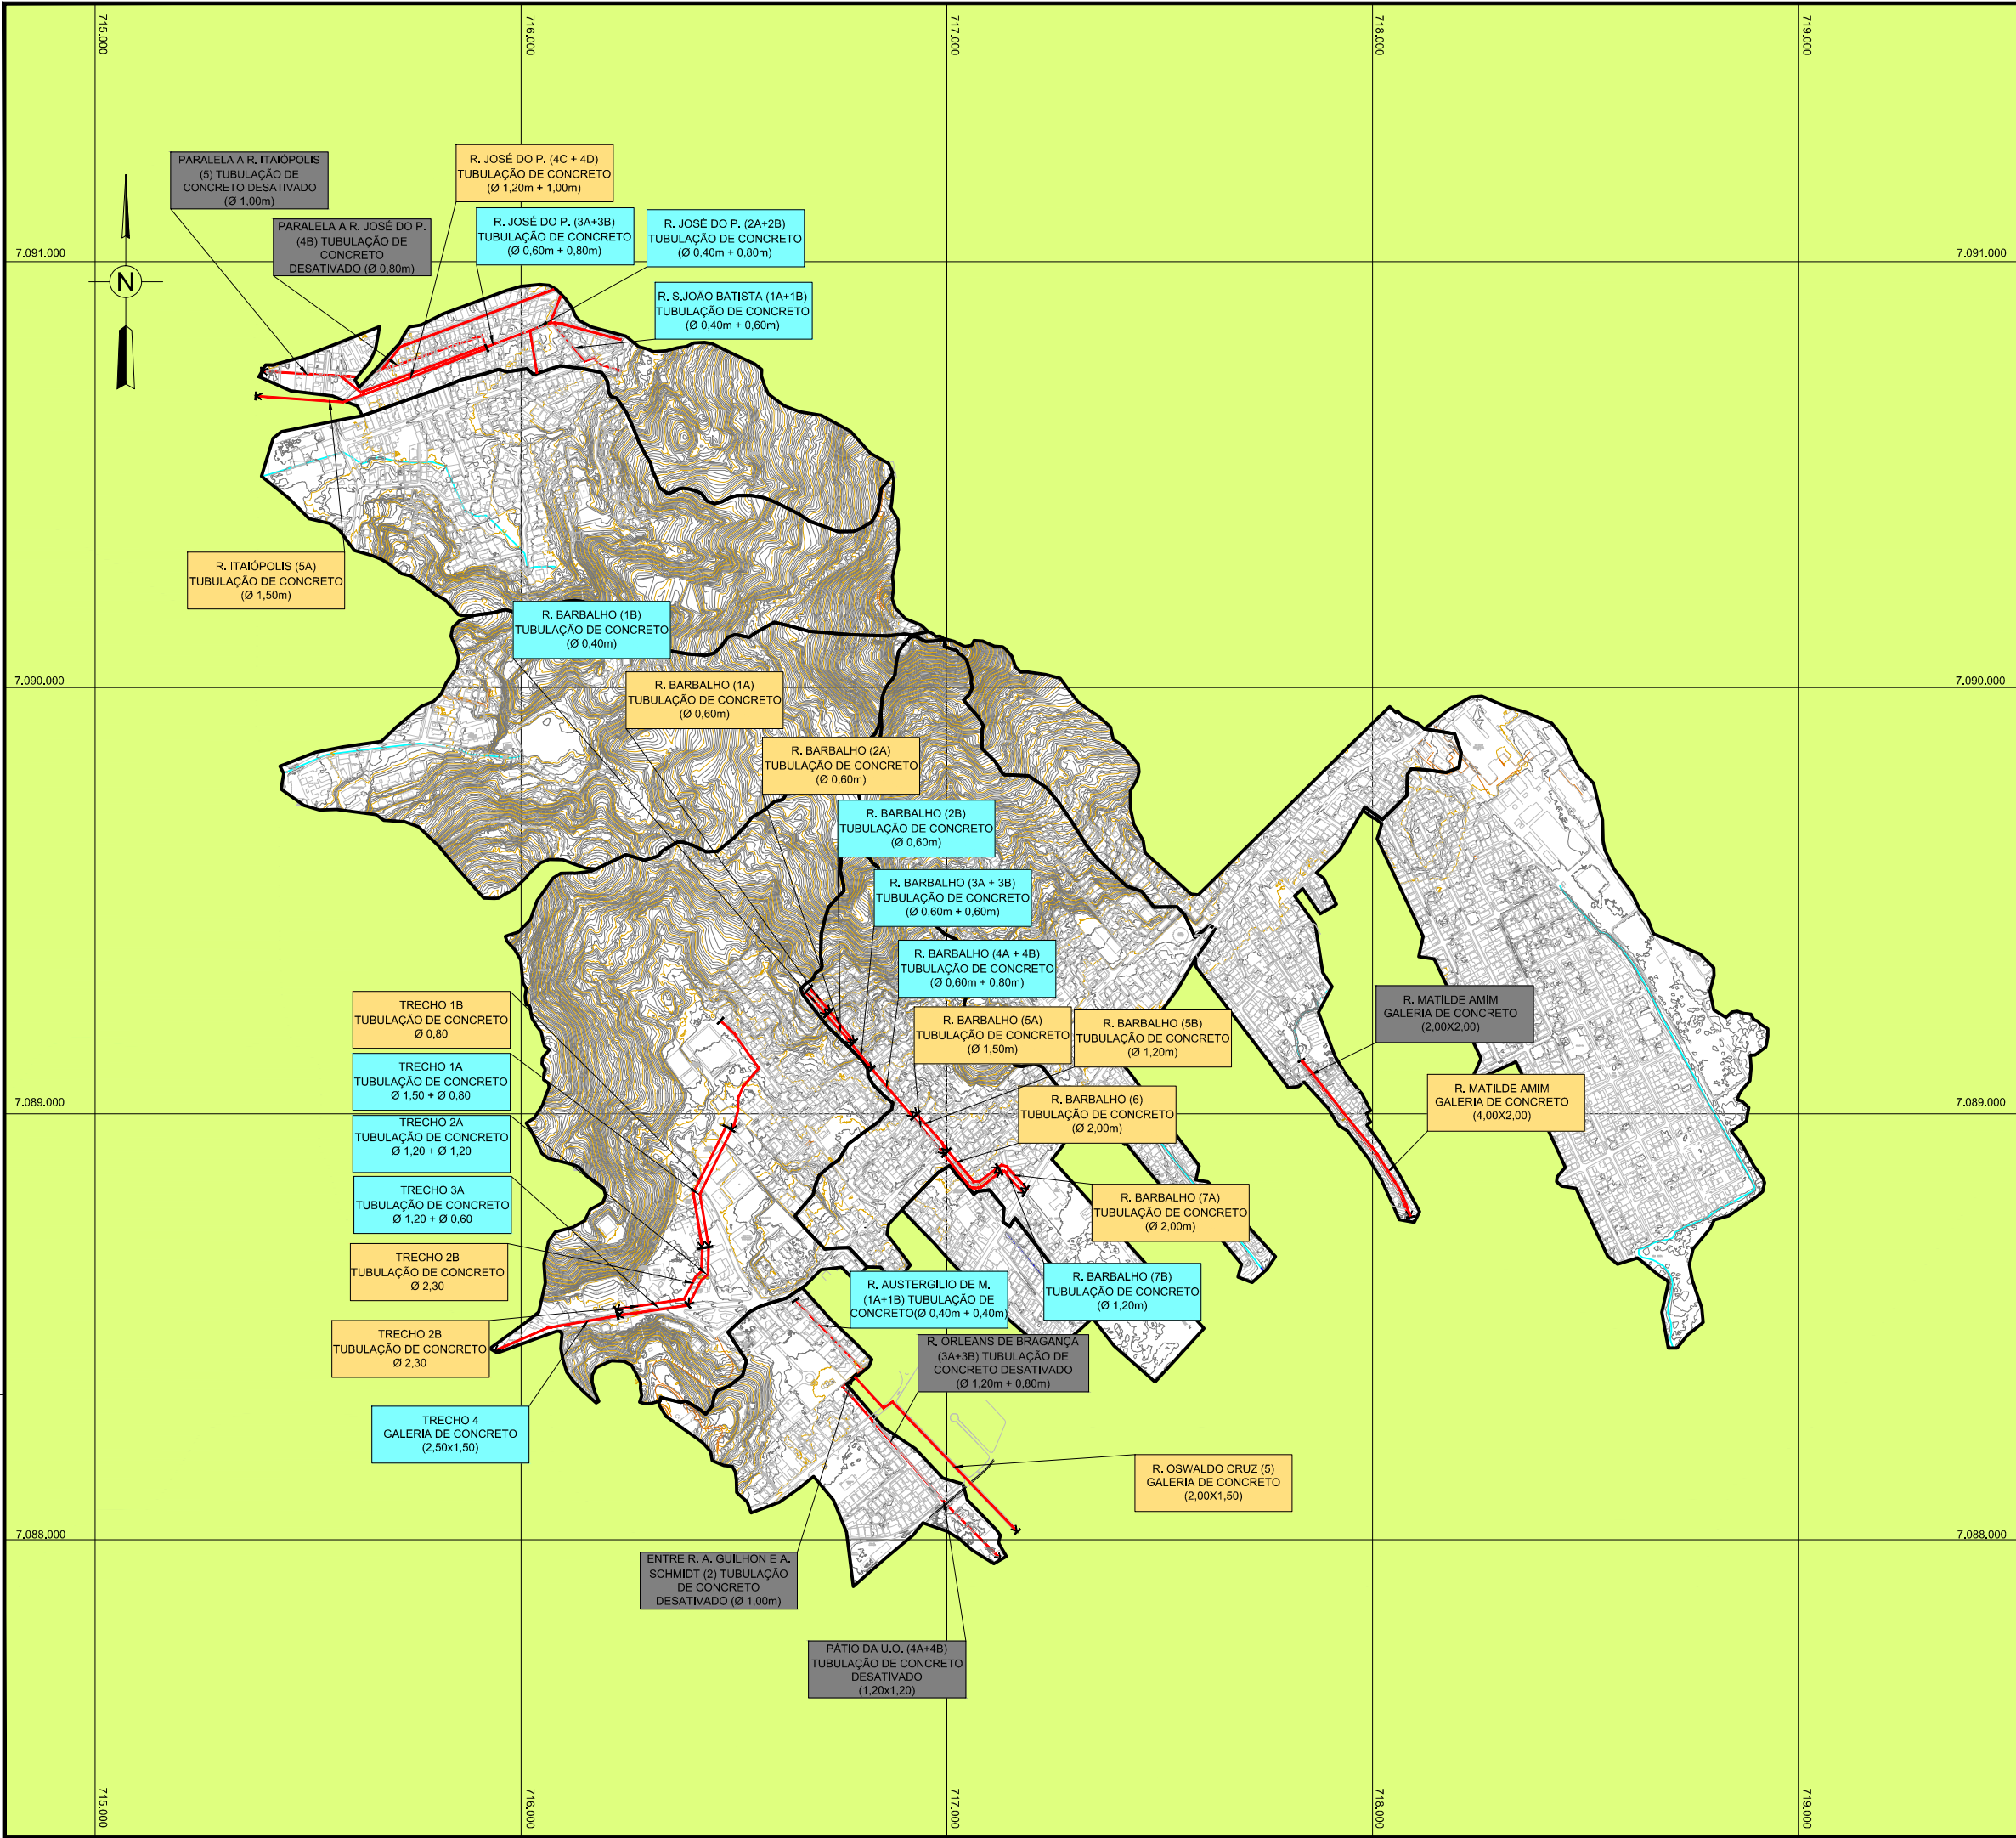 715.000
716.000
717.000
718.000
719.000
PARALELA A R. ITAIÓPOLIS
(5) TUBULAÇÃO DE
CONCRETO DESATIVADO
(Ø 1,00m)
R. JOSÉ DO P. (4C + 4D)
TUBULAÇÃO DE CONCRETO
(Ø 1,20m + 1,00m)
PARALELA A R. JOSÉ DO P.
(4B) TUBULAÇÃO DE
CONCRETO
DESATIVADO (Ø 0,80m)
R. JOSÉ DO P. (3A+3B)
TUBULAÇÃO DE CONCRETO
(Ø 0,60m + 0,80m)
R. JOSÉ DO P. (2A+2B)
TUBULAÇÃO DE CONCRETO
(Ø 0,40m + 0,80m)
7.091.000
7.091.000
N
R. S.JOÃO BATISTA (1A+1B)
TUBULAÇÃO DE CONCRETO
(Ø 0,40m + 0,60m)
R. ITAIÓPOLIS (5A)
TUBULAÇÃO DE CONCRETO
(Ø 1,50m)
R. BARBALHO (1B)
TUBULAÇÃO DE CONCRETO
(Ø 0,40m)
7.090.000
7.090.000
R. BARBALHO (1A)
TUBULAÇÃO DE CONCRETO
(Ø 0,60m)
R. BARBALHO (2A)
TUBULAÇÃO DE CONCRETO
(Ø 0,60m)
R. BARBALHO (2B)
TUBULAÇÃO DE CONCRETO
(Ø 0,60m)
R. BARBALHO (3A + 3B)
TUBULAÇÃO DE CONCRETO
(Ø 0,60m + 0,60m)
R. BARBALHO (4A + 4B)
TUBULAÇÃO DE CONCRETO
(Ø 0,60m + 0,80m)
TRECHO 1B
TUBULAÇÃO DE CONCRETO
Ø 0,80
R. BARBALHO (5A)
TUBULAÇÃO DE CONCRETO
(Ø 1,50m)
R. BARBALHO (5B)
TUBULAÇÃO DE CONCRETO
(Ø 1,20m)
R. MATILDE AMIM
GALERIA DE CONCRETO
(2,00X2,00)
TRECHO 1A
TUBULAÇÃO DE CONCRETO
Ø 1,50 + Ø 0,80
R. BARBALHO (6)
TUBULAÇÃO DE CONCRETO
(Ø 2,00m)
R. MATILDE AMIM
GALERIA DE CONCRETO
(4,00X2,00)
7.089.000
7.089.000
TRECHO 2A
TUBULAÇÃO DE CONCRETO
Ø 1,20 + Ø 1,20
TRECHO 3A
TUBULAÇÃO DE CONCRETO
Ø 1,20 + Ø 0,60
R. BARBALHO (7A)
TUBULAÇÃO DE CONCRETO
(Ø 2,00m)
TRECHO 2B
TUBULAÇÃO DE CONCRETO
Ø 2,30
R. AUSTERGILIO DE M.
(1A+1B) TUBULAÇÃO DE
CONCRETO(Ø 0,40m + 0,40m)
R. BARBALHO (7B)
TUBULAÇÃO DE CONCRETO
(Ø 1,20m)
TRECHO 2B
TUBULAÇÃO DE CONCRETO
Ø 2,30
R. ORLEANS DE BRAGANÇA
(3A+3B) TUBULAÇÃO DE
CONCRETO DESATIVADO
(Ø 1,20m + 0,80m)
TRECHO 4
GALERIA DE CONCRETO
(2,50x1,50)
R. OSWALDO CRUZ (5)
GALERIA DE CONCRETO
(2,00X1,50)
7.088.000
7.088.000
ENTRE R. A. GUILHON E A.
SCHMIDT (2) TUBULAÇÃO
DE CONCRETO
DESATIVADO (Ø 1,00m)
PÁTIO DA U.O. (4A+4B)
TUBULAÇÃO DE CONCRETO
DESATIVADO
(1,20x1,20)
715.000
716.000
717.000
718.000
719.000